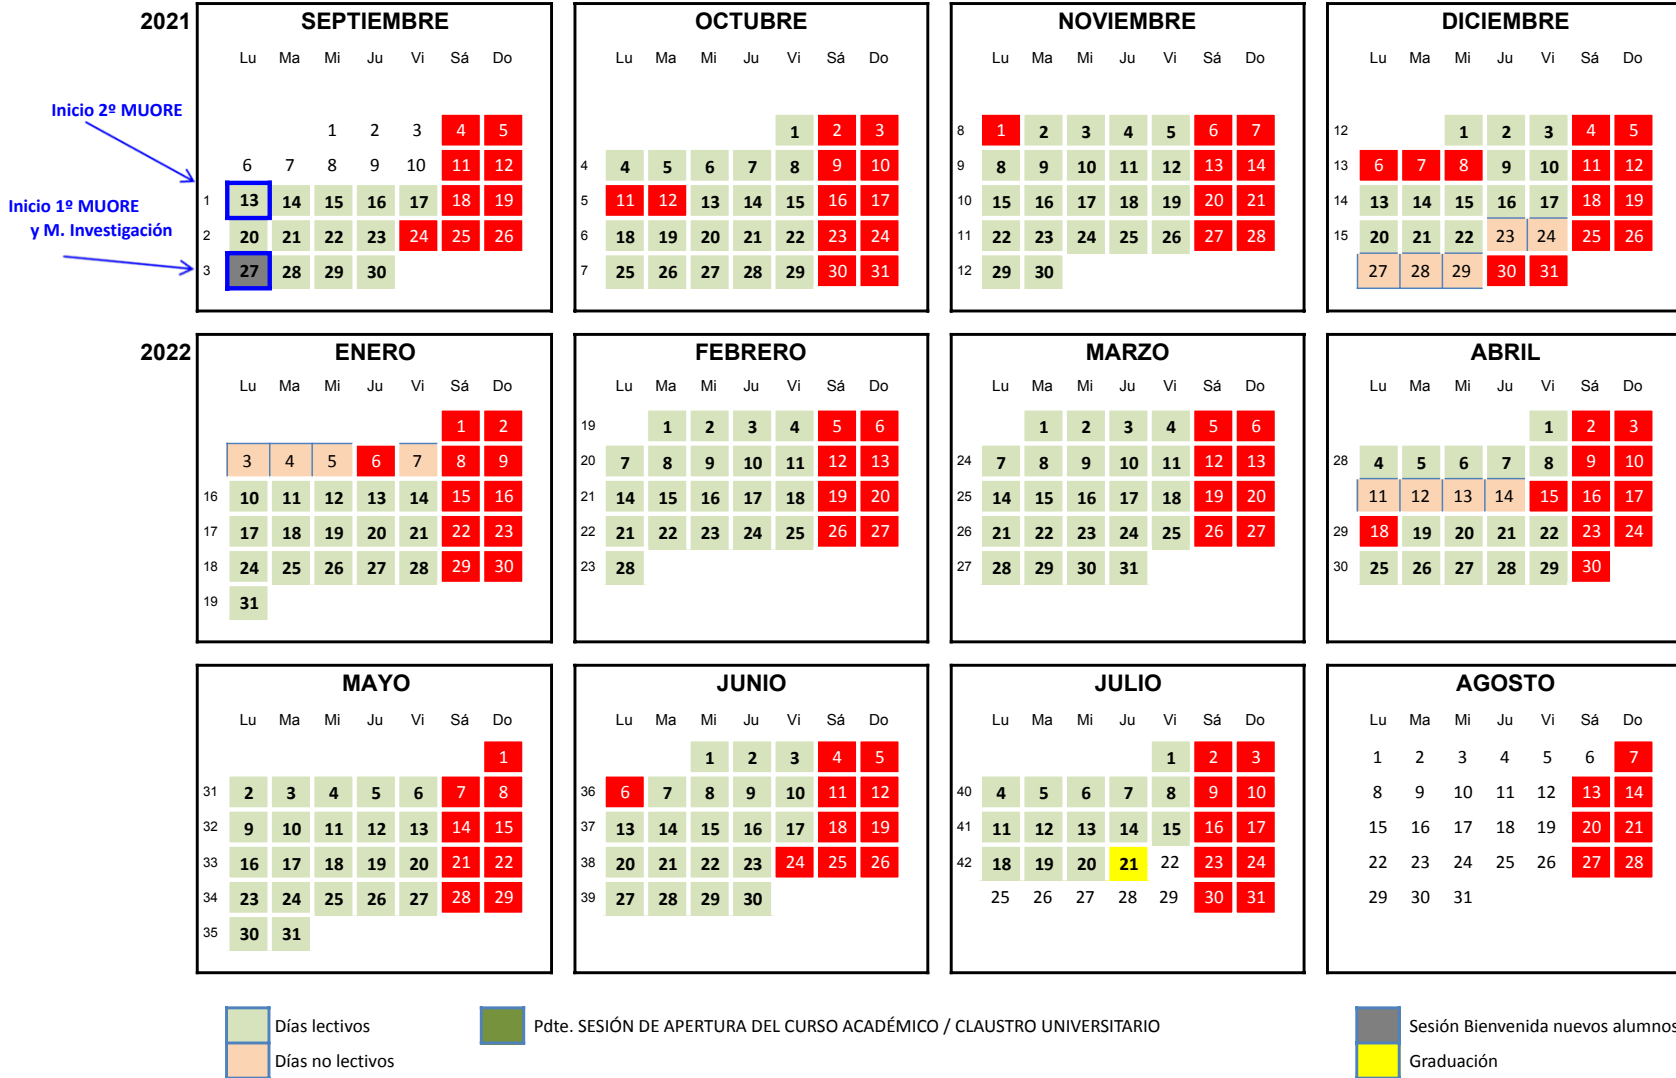 2021
SEPTIEMBRE
Lu Ma Mi Ju Vi Sá Do
1 2 3 4 5
6 7 8 9 10 11 12
1 13 14 15 16 17 18 19
2 20 21 22 23 24 25 26
3 27 28 29 30
Inicio 2º MUORE
Inicio 1º MUORE
y M. Investigación
OCTUBRE
Lu Ma Mi Ju Vi Sá Do
1 2 3
4 4 5 6 7 8 9 10
5 11 12 13 14 15 16 17
6 18 19 20 21 22 23 24
7 25 26 27 28 29 30 31
NOVIEMBRE
Lu Ma Mi Ju Vi Sá Do
8 1 2 3 4 5 6 7
9 8 9 10 11 12 13 14
10 15 16 17 18 19 20 21
11 22 23 24 25 26 27 28
12 29 30
DICIEMBRE
Lu Ma Mi Ju Vi Sá Do
12 1 2 3 4 5
13 6 7 8 9 10 11 12
14 13 14 15 16 17 18 19
15 20 21 22 23 24 25 26
27 28 29 30 31
2022
ENERO
Lu Ma Mi Ju Vi Sá Do
1 2
3 4 5 6 7 8 9
16 10 11 12 13 14 15 16
17 17 18 19 20 21 22 23
18 24 25 26 27 28 29 30
19 31
FEBRERO
Lu Ma Mi Ju Vi Sá Do
19 1 2 3 4 5 6
20 7 8 9 10 11 12 13
21 14 15 16 17 18 19 20
22 21 22 23 24 25 26 27
23 28
MARZO
Lu Ma Mi Ju Vi Sá Do
1 2 3 4 5 6
24 7 8 9 10 11 12 13
25 14 15 16 17 18 19 20
26 21 22 23 24 25 26 27
27 28 29 30 31
ABRIL
Lu Ma Mi Ju Vi Sá Do
1 2 3
28 4 5 6 7 8 9 10
11 12 13 14 15 16 17
29 18 19 20 21 22 23 24
30 25 26 27 28 29 30
MAYO
Lu Ma Mi Ju Vi Sá Do
1
31 2 3 4 5 6 7 8
32 9 10 11 12 13 14 15
33 16 17 18 19 20 21 22
34 23 24 25 26 27 28 29
35 30 31
JUNIO
Lu Ma Mi Ju Vi Sá Do
1 2 3 4 5
36 6 7 8 9 10 11 12
37 13 14 15 16 17 18 19
38 20 21 22 23 24 25 26
39 27 28 29 30
JULIO
Lu Ma Mi Ju Vi Sá Do
1 2 3
40 4 5 6 7 8 9 10
41 11 12 13 14 15 16 17
42 18 19 20 21 22 23 24
25 26 27 28 29 30 31
AGOSTO
Lu Ma Mi Ju Vi Sá Do
1 2 3 4 5 6 7
8 9 10 11 12 13 14
15 16 17 18 19 20 21
22 23 24 25 26 27 28
29 30 31
Días lectivos
Días no lectivos
Pdte. SESIÓN DE APERTURA DEL CURSO ACADÉMICO / CLAUSTRO UNIVERSITARIO
Sesión Bienvenida nuevos alumnos
Graduación